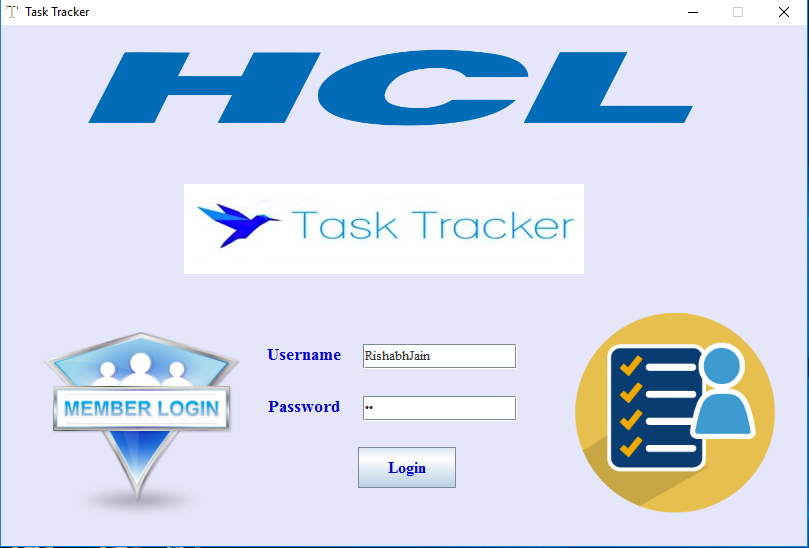 Task Tracker
HCL
Task Tracker
Username
RishabhJain
MEMBER LOGIN
Password
••
Login